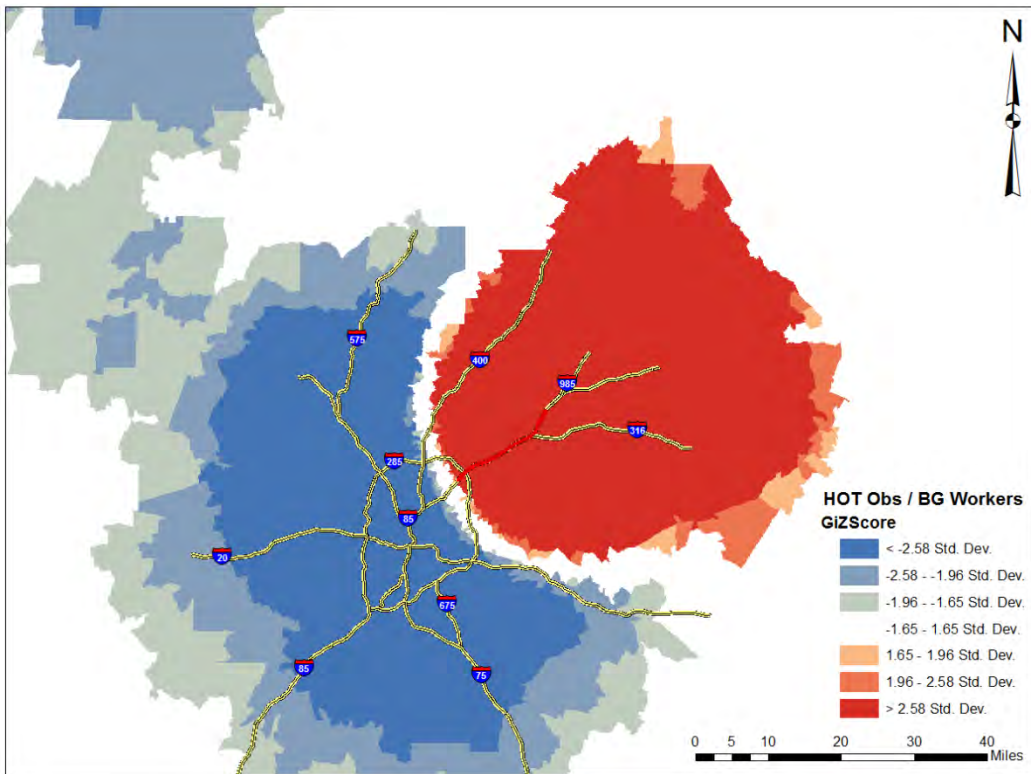 N
575
400
985
316
285
85
20
675
85
75
HOT Obs / BG Workers
GiZScore
< -2.58 Std. Dev.
-2.58 - -1.96 Std. Dev.
-1.96 - -1.65 Std. Dev.
-1.65 - 1.65 Std. Dev.
1.65 - 1.96 Std. Dev.
1.96 - 2.58 Std. Dev.
> 2.58 Std. Dev.
0 5 10 20 30 40
Miles